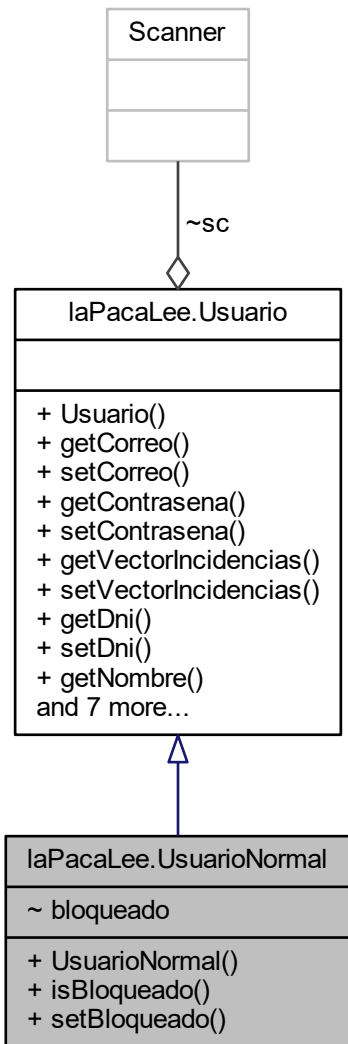 Scanner
~sc
laPacaLee.Usuario
+ Usuario()
+ getCorreo()
+ setCorreo()
+ getContrasena()
+ setContrasena()
+ getVectorIncidencias()
+ setVectorIncidencias()
+ getDni()
+ setDni()
+ getNombre()
and 7 more...
laPacaLee.UsuarioNormal
~ bloqueado
+ UsuarioNormal()
+ isBloqueado()
+ setBloqueado()